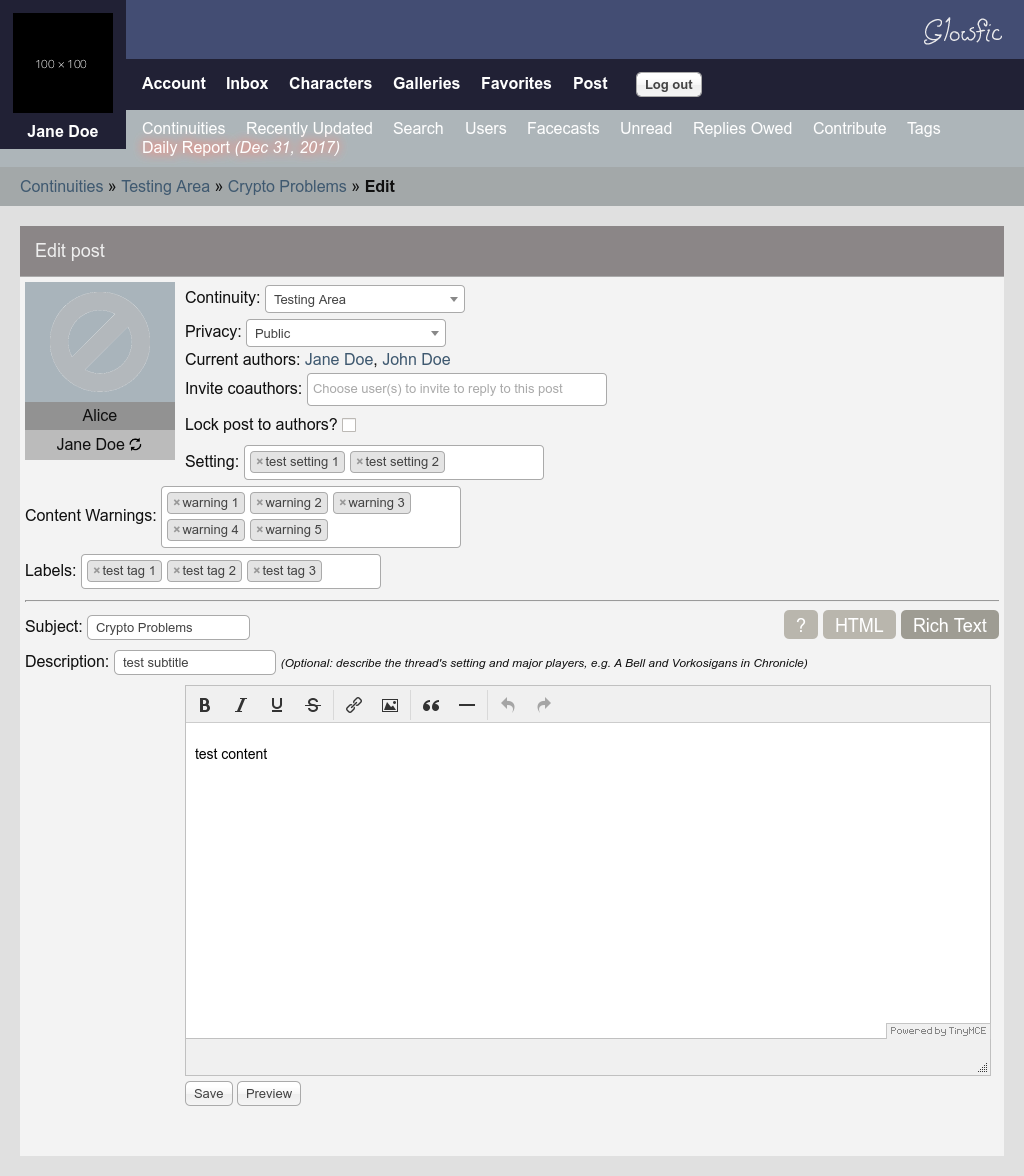 Glowfic
100 × 100
Account Inbox Characters Galleries Favorites Post Log out
Jane Doe
Continuities Recently Updated Search Users Facecasts Unread Replies Owed Contribute Tags
Daily Report (Dec 31, 2017)
Continuities » Testing Area » Crypto Problems » Edit
Edit post
Alice
Jane Doe
Continuity: Testing Area
Privacy: Public
Current authors: Jane Doe, John Doe
Invite coauthors: Choose user(s) to invite to reply to this post
Lock post to authors?
Setting: ×test setting 1 ×test setting 2
Content Warnings: ×warning 1 ×warning 2 ×warning 3
×warning 4 ×warning 5
Labels: ×test tag 1 ×test tag 2 ×test tag 3
Subject: Crypto Problems ? HTML Rich Text
Description: test subtitle (Optional: describe the thread's setting and major players, e.g. A Bell and Vorkosigans in Chronicle)
B I U S
test content
Powered by TinyMCE
Save Preview